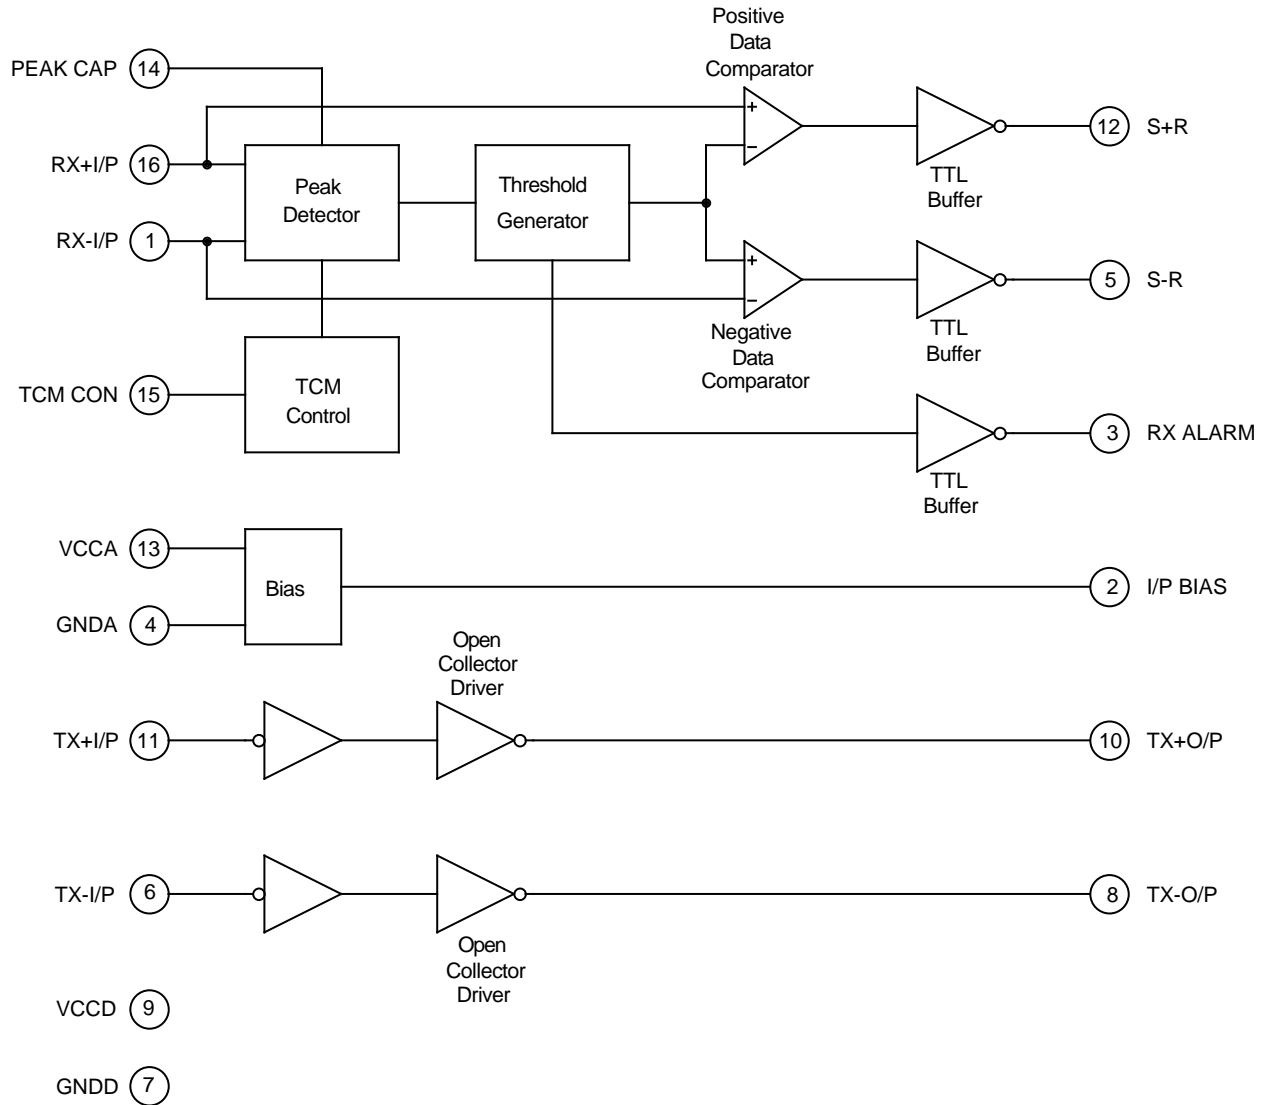 Positive
Data
Comparator
PEAK CAP 14
+
12 S+R
RX+I/P 16
−
TTL
Buffer
Peak
Detector
Threshold
Generator
RX-I/P 1
+
5 S-R
−
TTL
Buffer
Negative
Data
Comparator
TCM CON 15
TCM
Control
3 RX ALARM
TTL
Buffer
VCCA 13
Bias
2 I/P BIAS
GNDA 4
Open
Collector
Driver
TX+I/P 11
10 TX+O/P
TX-I/P 6
8 TX-O/P
Open
Collector
Driver
VCCD 9
GNDD 7